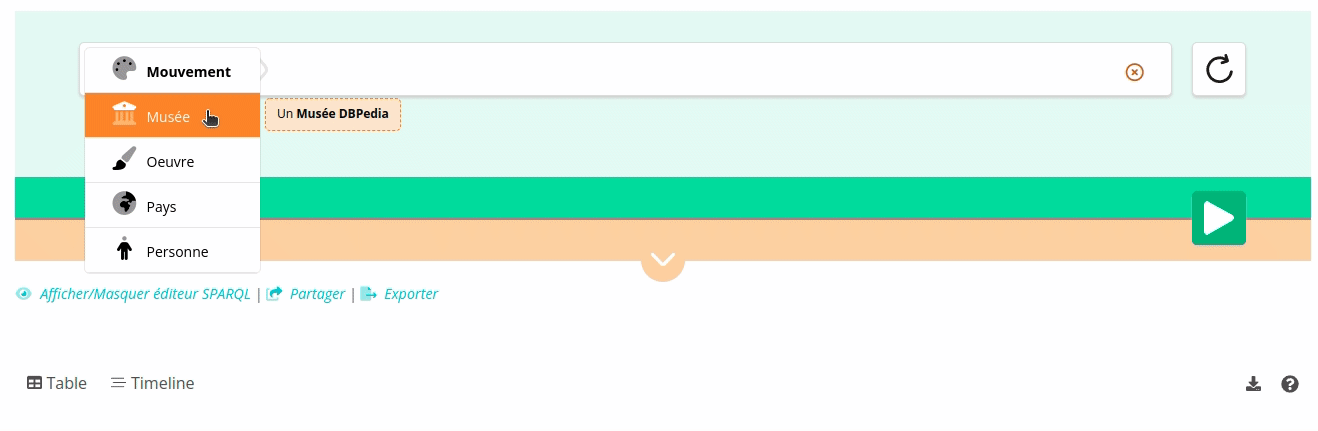 Mouvement
Musée
Un Musée DBPedia
Oeuvre
Pays
Personne
Afficher/Masquer éditeur SPARQL | Partager | Exporter
Table Timeline